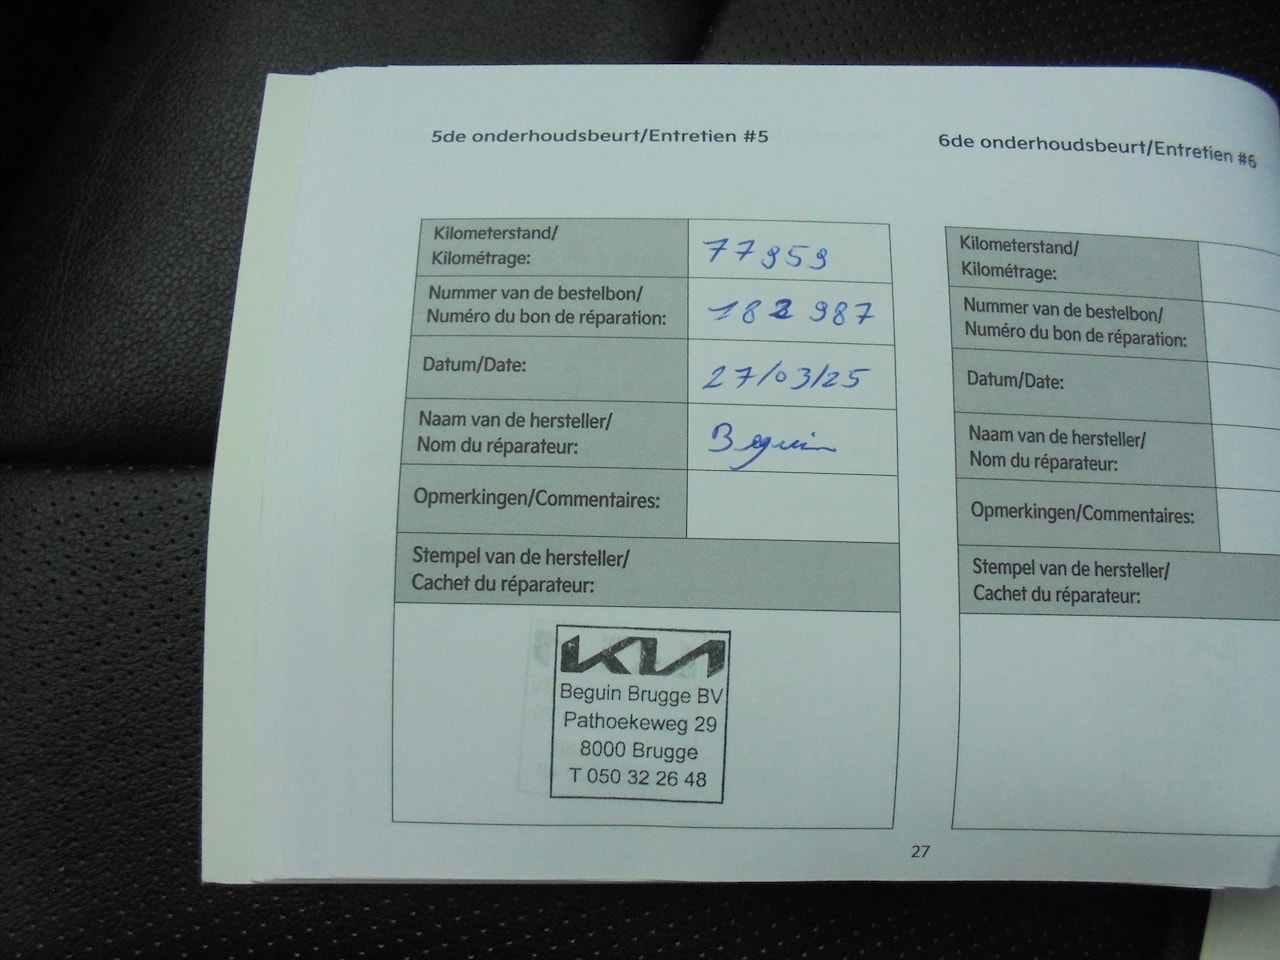 5de onderhoudsbeurt/Entretien #5
Kilometerstand/
Kilométrage:
77959
Nummer van de bestelbon/
Numéro du bon de réparation:
182 987
Datum/Date:
27/03/25
Naam van de hersteller/
Nom du réparateur:
Beguin
Opmerkingen/Commentaires:
Stempel van de hersteller/
Cachet du réparateur:
KIA
Beguin Brugge BV
Pathoekeweg 29
8000 Brugge
T 050 32 26 48
6de onderhoudsbeurt/Entretien #6
Kilometerstand/
Kilométrage:
Nummer van de bestelbon/
Numéro du bon de réparation:
Datum/Date:
Naam van de hersteller/
Nom du réparateur:
Opmerkingen/Commentaires:
Stempel van de hersteller/
Cachet du réparateur:
27